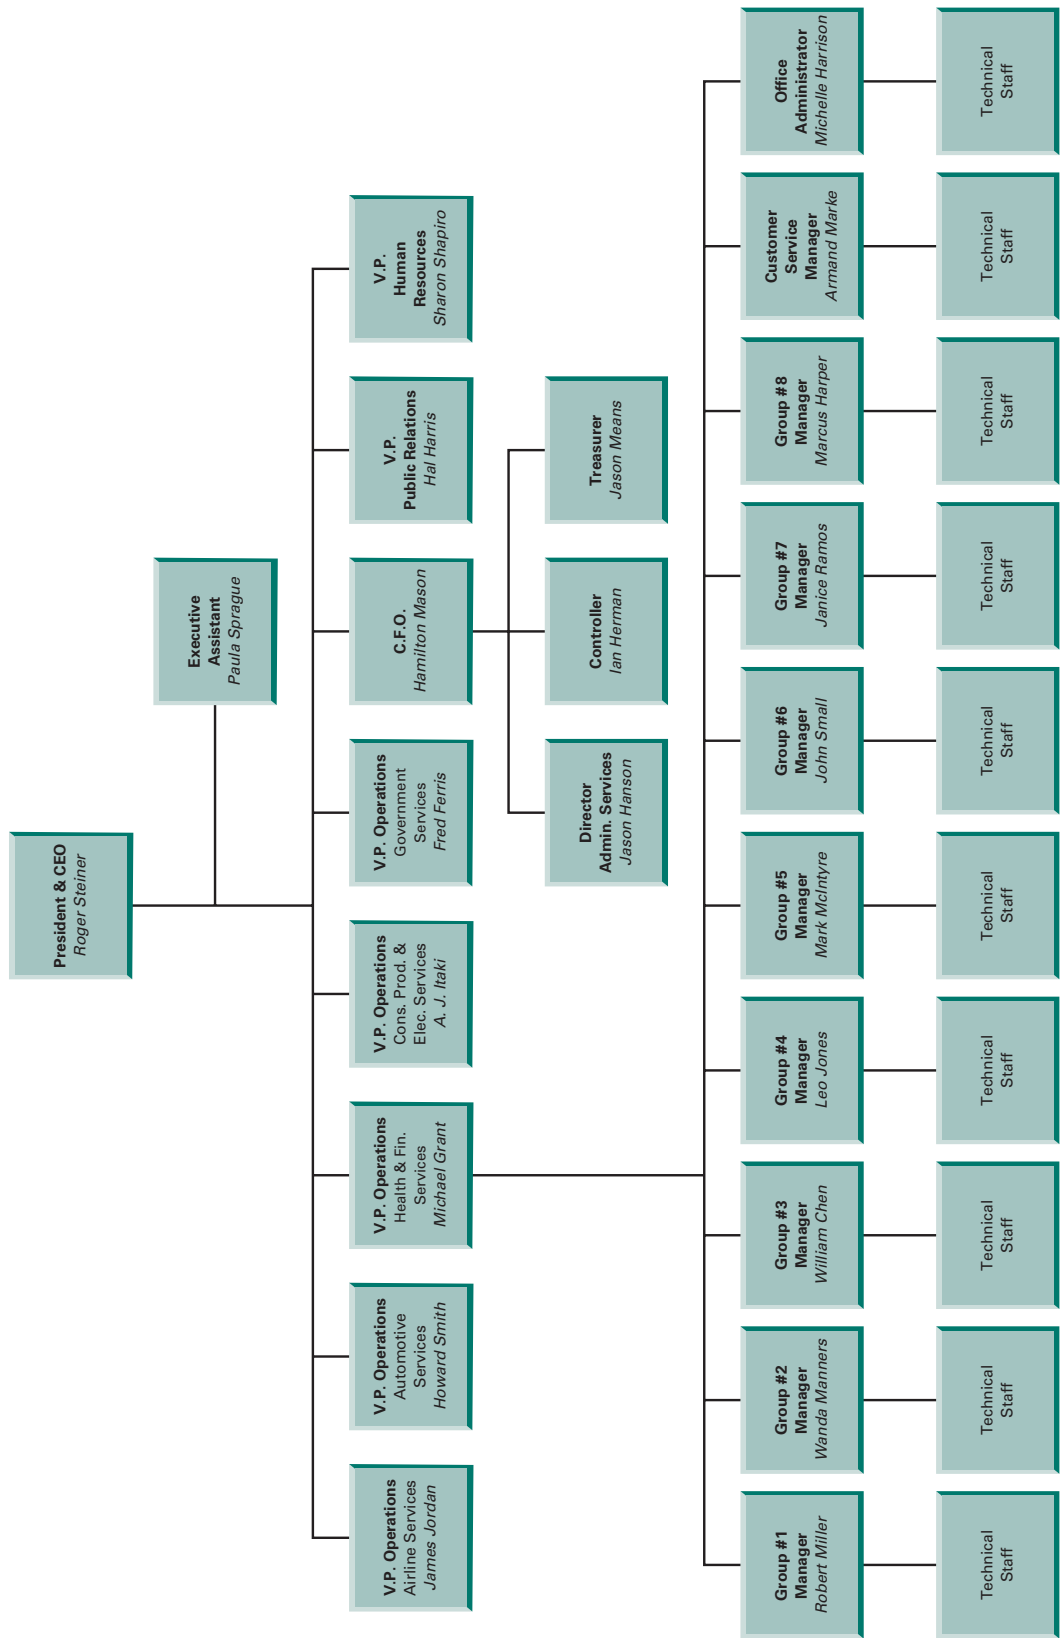 President & CEO
Roger Steiner
Executive
Assistant
Paula Sprague
V.P. Operations
Airline Services
James Jordan
V.P. Operations
Automotive
Services
Howard Smith
V.P. Operations
Health & Fin.
Services
Michael Grant
V.P. Operations
Cons. Prod. &
Elec. Services
A. J. Itaki
V.P. Operations
Government
Services
Fred Ferris
C.F.O.
Hamilton Mason
V.P.
Public Relations
Hal Harris
V.P.
Human
Resources
Sharon Shapiro
Director
Admin. Services
Jason Hanson
Controller
Ian Herman
Treasurer
Jason Means
Group #1
Manager
Robert Miller
Group #2
Manager
Wanda Manners
Group #3
Manager
William Chen
Group #4
Manager
Leo Jones
Group #5
Manager
Mark McIntyre
Group #6
Manager
John Small
Group #7
Manager
Janice Ramos
Group #8
Manager
Marcus Harper
Customer
Service
Manager
Armand Marke
Office
Administrator
Michelle Harrison
Technical
Staff
Technical
Staff
Technical
Staff
Technical
Staff
Technical
Staff
Technical
Staff
Technical
Staff
Technical
Staff
Technical
Staff
Technical
Staff